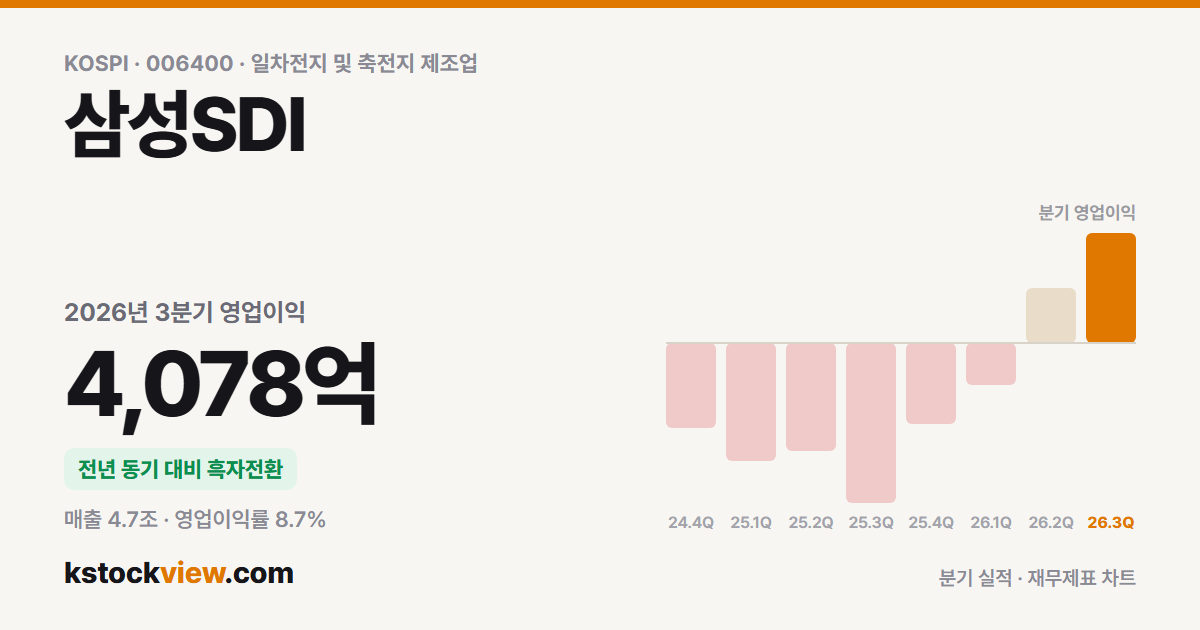 KOSPI · 006400 · 일차전지 및 축전지 제조업
삼성SDI
분기 영업이익
2026년 3분기 영업이익
4,078억
전년 동기 대비 흑자전환
매출 4.7조 · 영업이익률 8.7%
24.4Q 25.1Q 25.2Q 25.3Q 25.4Q 26.1Q 26.2Q 26.3Q
kstockview.com
분기 실적 · 재무제표 차트